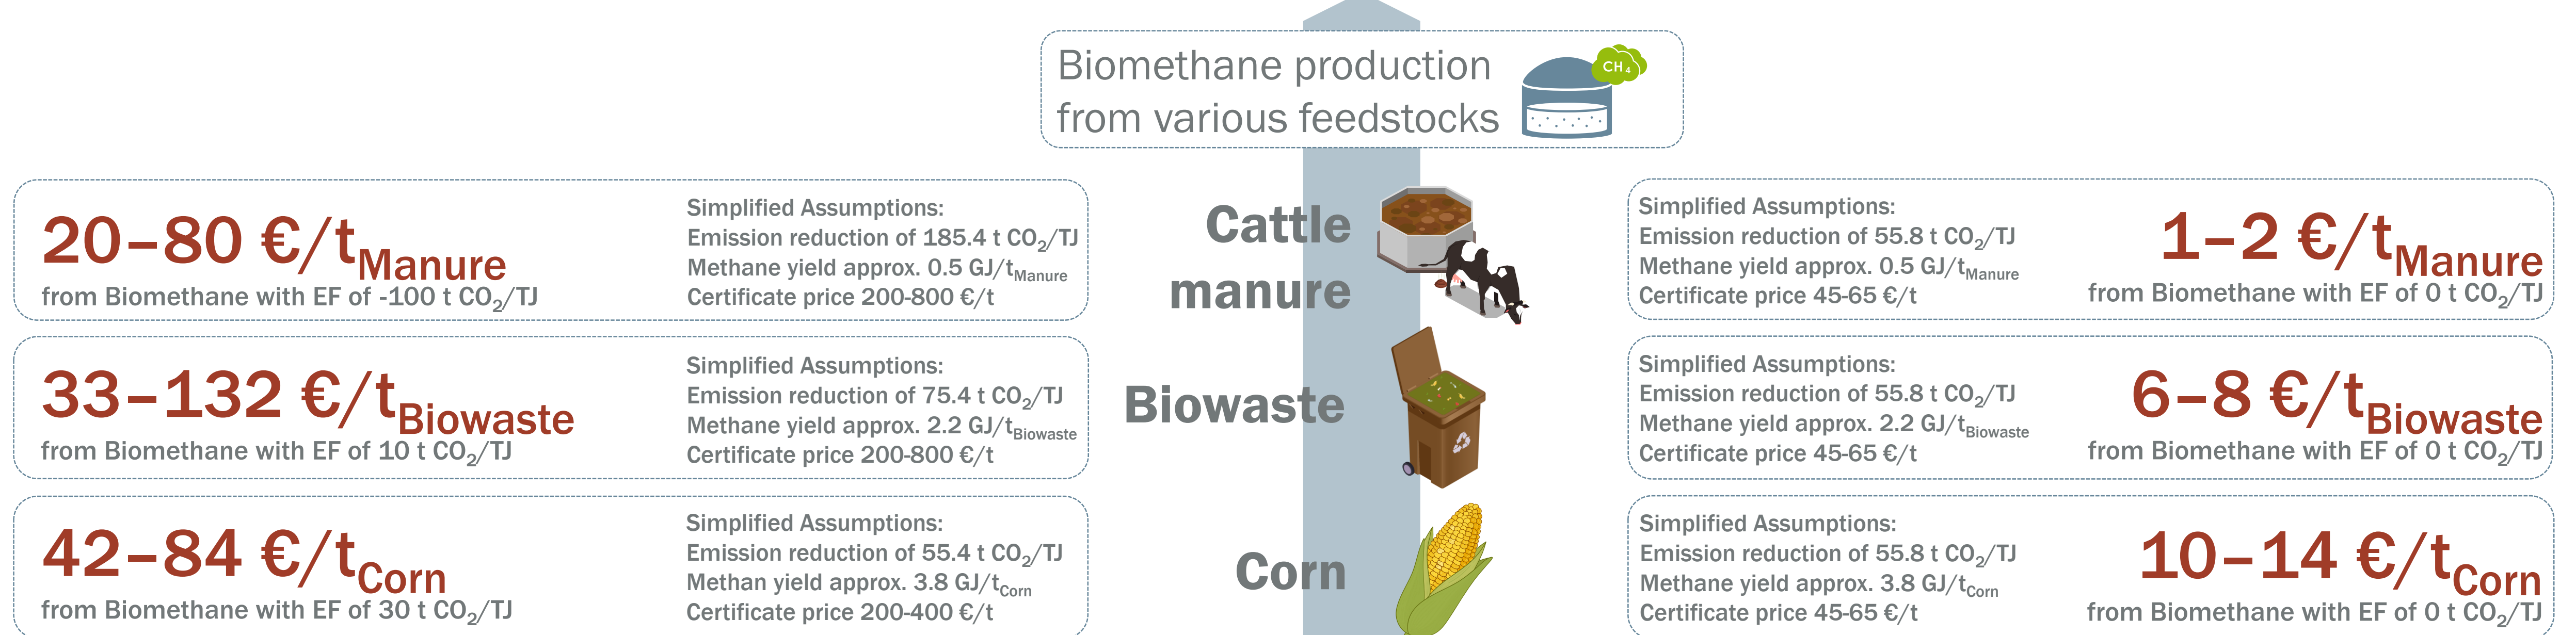 Biomethane production
from various feedstocks
CH₄
20–80 €/tManure
from Biomethane with EF of -100 t CO₂/TJ
Simplified Assumptions:
Emission reduction of 185.4 t CO₂/TJ
Methane yield approx. 0.5 GJ/tManure
Certificate price 200-800 €/t
Cattle
manure
Simplified Assumptions:
Emission reduction of 55.8 t CO₂/TJ
Methane yield approx. 0.5 GJ/tManure
Certificate price 45-65 €/t
1–2 €/tManure
from Biomethane with EF of 0 t CO₂/TJ
33–132 €/tBiowaste
from Biomethane with EF of 10 t CO₂/TJ
Simplified Assumptions:
Emission reduction of 75.4 t CO₂/TJ
Methane yield approx. 2.2 GJ/tBiowaste
Certificate price 200-800 €/t
Biowaste
Simplified Assumptions:
Emission reduction of 55.8 t CO₂/TJ
Methane yield approx. 2.2 GJ/tBiowaste
Certificate price 45-65 €/t
6–8 €/tBiowaste
from Biomethane with EF of 0 t CO₂/TJ
42–84 €/tCorn
from Biomethane with EF of 30 t CO₂/TJ
Simplified Assumptions:
Emission reduction of 55.4 t CO₂/TJ
Methan yield approx. 3.8 GJ/tCorn
Certificate price 200-400 €/t
Corn
Simplified Assumptions:
Emission reduction of 55.8 t CO₂/TJ
Methane yield approx. 3.8 GJ/tCorn
Certificate price 45-65 €/t
10–14 €/tCorn
from Biomethane with EF of 0 t CO₂/TJ